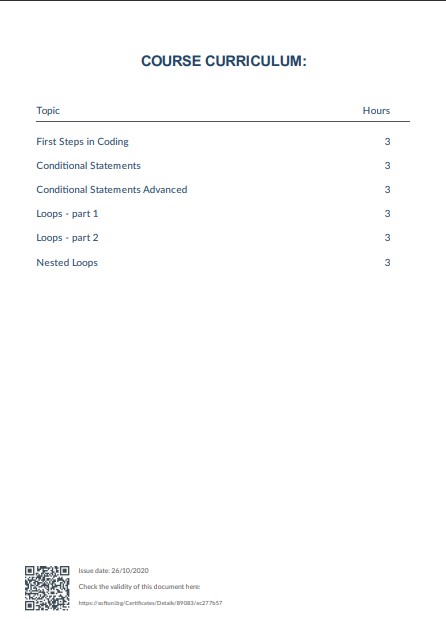 COURSE CURRICULUM:
Topic Hours
First Steps in Coding 3
Conditional Statements 3
Conditional Statements Advanced 3
Loops - part 1 3
Loops - part 2 3
Nested Loops 3
Issue date: 26/10/2020
Check the validity of this document here:
https://softuni.bg/Certificates/Details/89083/ec277b57